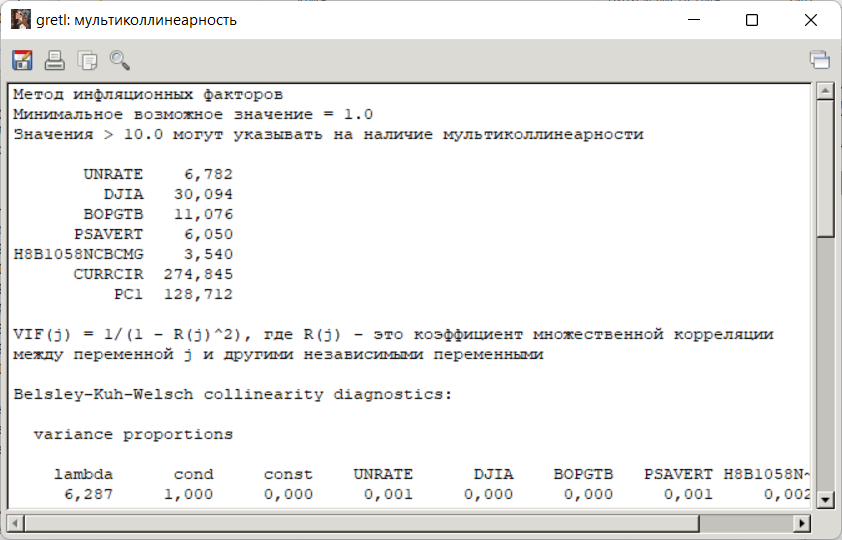 gretl: мультиколлинеарность
Метод инфляционных факторов
Минимальное возможное значение = 1.0
Значения > 10.0 могут указывать на наличие мультиколлинеарности
UNRATE 6,782
DJIA 30,094
BOPGTB 11,076
PSAVERT 6,050
H8B1058NCBCMG 3,540
CURRCIR 274,845
PC1 128,712
VIF(j) = 1/(1 - R(j)^2), где R(j) - это коэффициент множественной корреляции
между переменной j и другими независимыми переменными
Belsley-Kuh-Welsch collinearity diagnostics:
variance proportions
lambda cond const UNRATE DJIA BOPGTB PSAVERT H8B1058N~
6,287 1,000 0,000 0,001 0,000 0,000 0,001 0,002